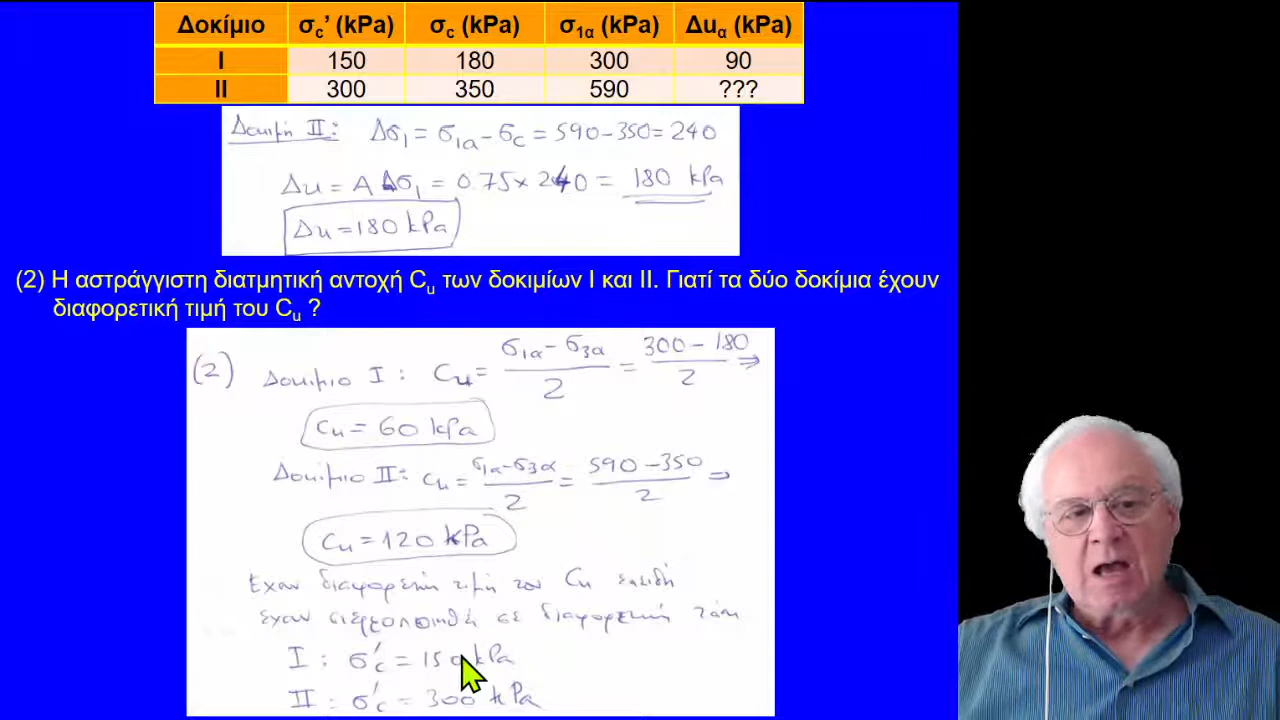 Δοκίμιο σc’ (kPa) σc (kPa) σ1α (kPa) Δuα (kPa)
I 150 180 300 90
II 300 350 590 ???
Δοκιμή II: Δσ1 = σ1α - σc = 590 - 350 = 240
Δu = A Δσ1 = 0.75 x 240 = 180 kPa
Δu = 180 kPa
(2) Η αστράγγιστη διατμητική αντοχή Cu των δοκιμίων Ι και ΙΙ. Γιατί τα δύο δοκίμια έχουν
διαφορετική τιμή του Cu ?
(2) Δοκίμιο I : Cu = σ1α - σ3α / 2 = 300 - 180 / 2 ⇒
Cu = 60 kPa
Δοκίμιο II: Cu = σ1α - σ3α / 2 = 590 - 350 / 2 ⇒
Cu = 120 kPa
Έχουν διαφορετική τιμή του Cu επειδή
έχουν στερεοποιηθεί σε διαφορετική τάση
I : σ'c = 150 kPa
II : σ'c = 300 kPa